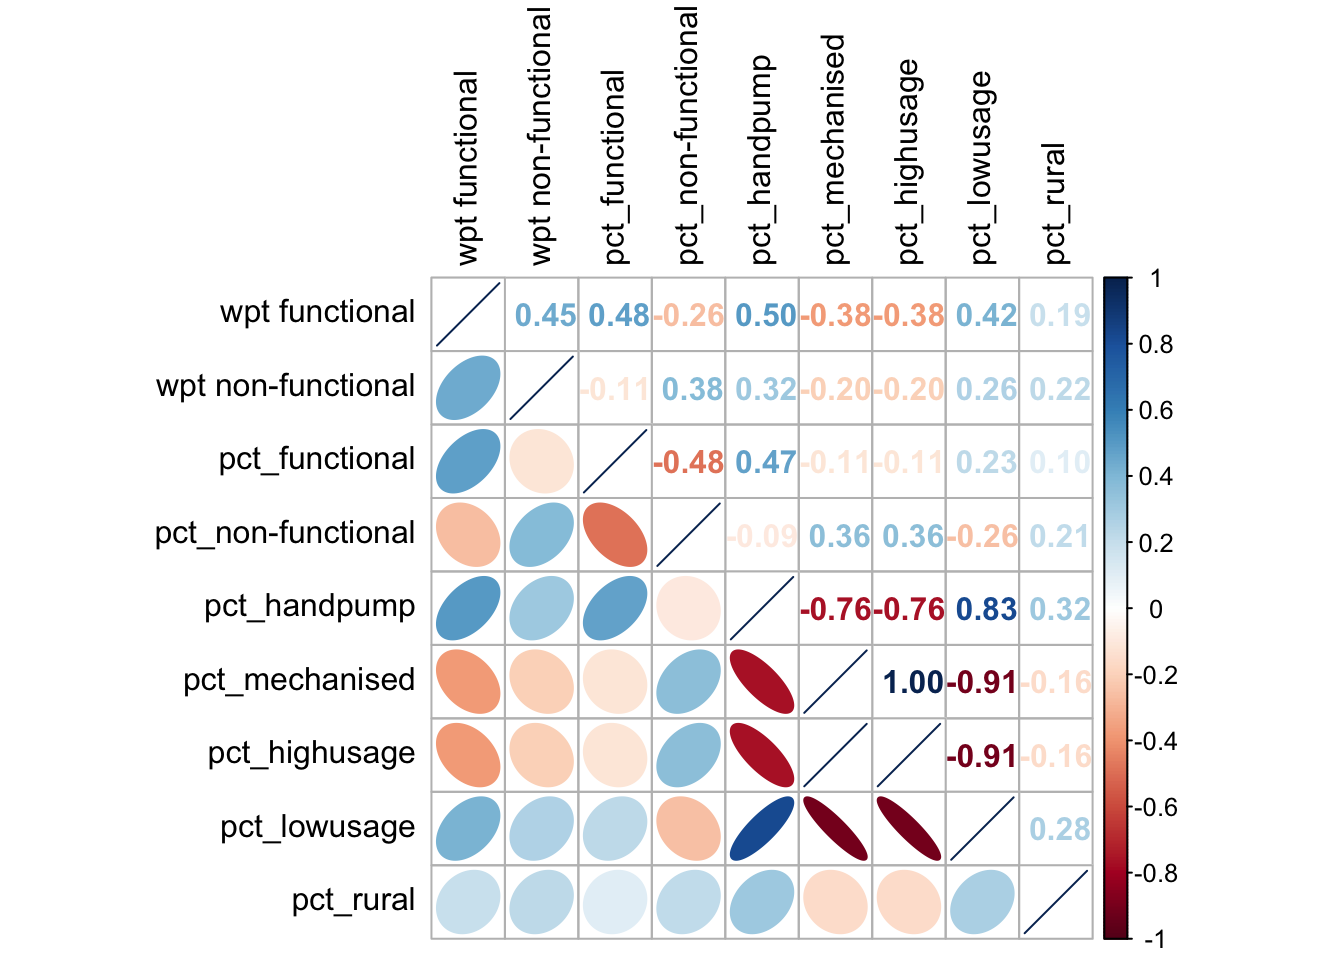 wpt functional
wpt non-functional
pct_functional
pct_non-functional
pct_handpump
pct_mechanised
pct_highusage
pct_lowusage
pct_rural
wpt functional 0.45 0.48 -0.26 0.50 -0.38 -0.38 0.42 0.19
wpt non-functional -0.11 0.38 0.32 -0.20 -0.20 0.26 0.22
pct_functional -0.48 0.47 -0.11 -0.11 0.23 0.10
pct_non-functional -0.09 0.36 0.36 -0.26 0.21
pct_handpump -0.76 -0.76 0.83 0.32
pct_mechanised 1.00 -0.91 -0.16
pct_highusage -0.91 -0.16
pct_lowusage 0.28
pct_rural
1
0.8
0.6
0.4
0.2
0
-0.2
-0.4
-0.6
-0.8
-1